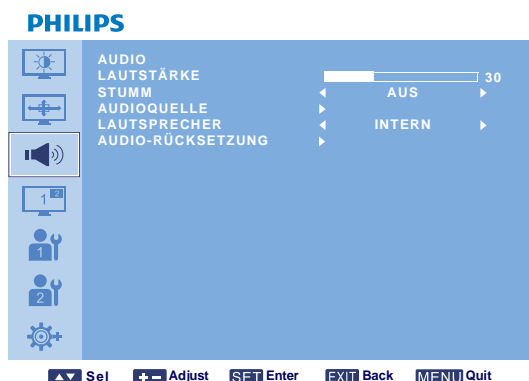 PHILIPS
AUDIO
LAUTSTÄRKE 30
STUMM AUS
AUDIOQUELLE
LAUTSPRECHER INTERN
AUDIO-RÜCKSETZUNG
1 2
1
2
Sel Adjust SET Enter EXIT Back MENU Quit